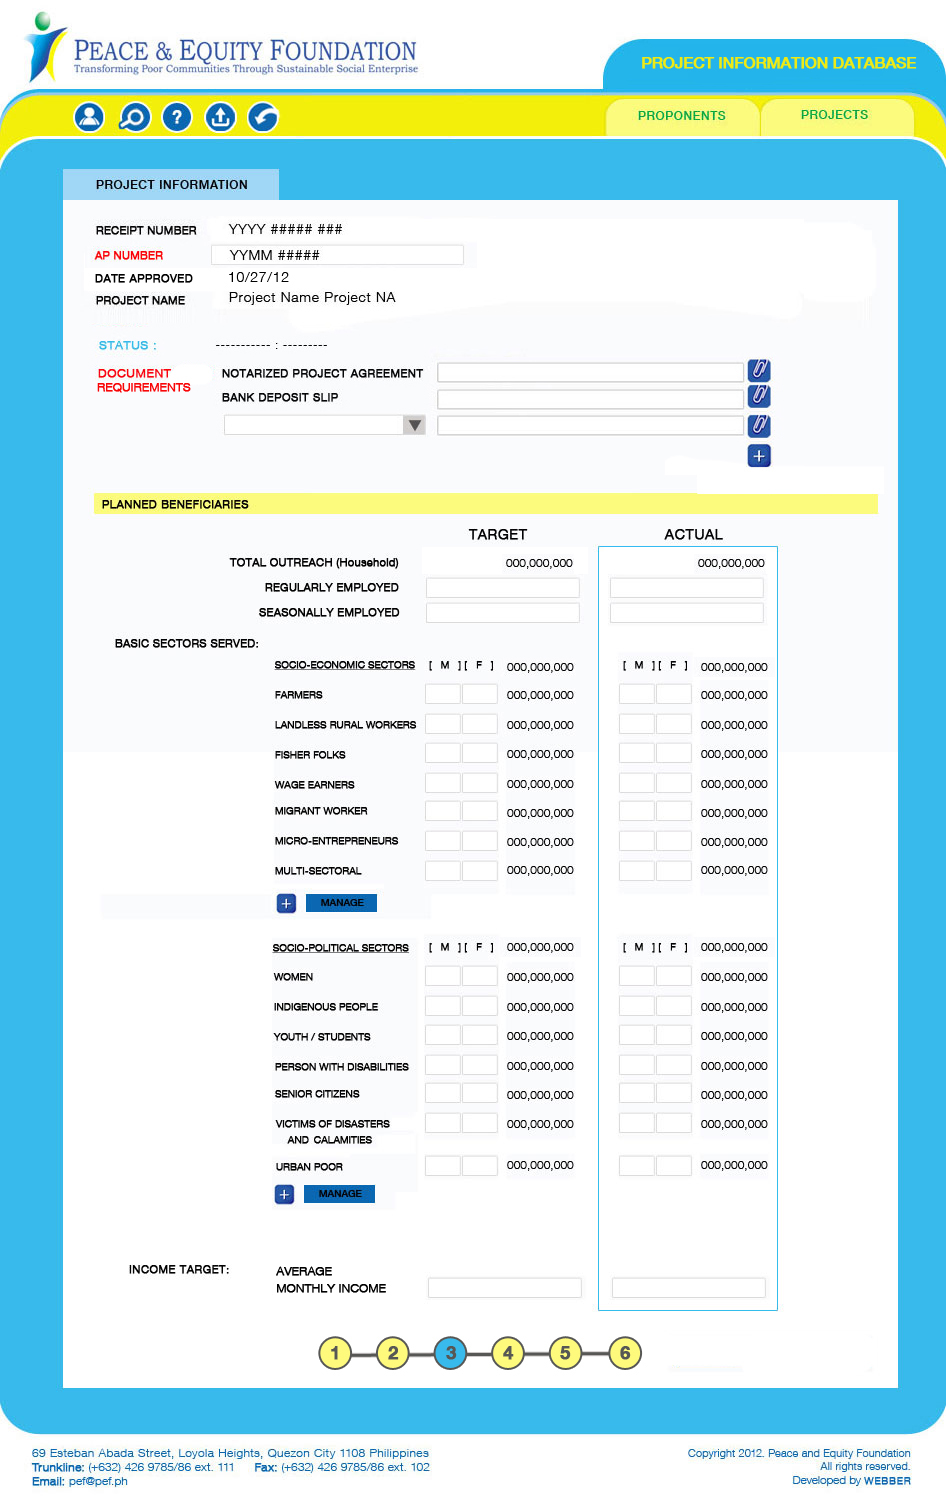 PEACE & EQUITY FOUNDATION
Transforming Poor Communities Through Sustainable Social Enterprise
PROJECT INFORMATION DATABASE
?
PROPONENTS
PROJECTS
PROJECT INFORMATION
RECEIPT NUMBER YYYY ##### ###
AP NUMBER YYMM #####
DATE APPROVED 10/27/12
PROJECT NAME Project Name Project NA
STATUS : ----------- : ---------
DOCUMENT
REQUIREMENTS
NOTARIZED PROJECT AGREEMENT
BANK DEPOSIT SLIP
+
PLANNED BENEFICIARIES
TARGET ACTUAL
TOTAL OUTREACH (Household) 000,000,000 000,000,000
REGULARLY EMPLOYED
SEASONALLY EMPLOYED
BASIC SECTORS SERVED:
SOCIO-ECONOMIC SECTORS [ M ][ F ] 000,000,000 [ M ][ F ] 000,000,000
FARMERS 000,000,000 000,000,000
LANDLESS RURAL WORKERS 000,000,000 000,000,000
FISHER FOLKS 000,000,000 000,000,000
WAGE EARNERS 000,000,000 000,000,000
MIGRANT WORKER 000,000,000 000,000,000
MICRO-ENTREPRENEURS 000,000,000 000,000,000
MULTI-SECTORAL 000,000,000 000,000,000
+ MANAGE
SOCIO-POLITICAL SECTORS [ M ][ F ] 000,000,000 [ M ][ F ] 000,000,000
WOMEN 000,000,000 000,000,000
INDIGENOUS PEOPLE 000,000,000 000,000,000
YOUTH / STUDENTS 000,000,000 000,000,000
PERSON WITH DISABILITIES 000,000,000 000,000,000
SENIOR CITIZENS 000,000,000 000,000,000
VICTIMS OF DISASTERS 000,000,000 000,000,000
AND CALAMITIES
URBAN POOR 000,000,000 000,000,000
+ MANAGE
INCOME TARGET: AVERAGE
MONTHLY INCOME
1 2 3 4 5 6
69 Esteban Abada Street, Loyola Heights, Quezon City 1108 Philippines
Trunkline: (+632) 426 9785/86 ext. 111 Fax: (+632) 426 9785/86 ext. 102
Email: pef@pef.ph
Copyright 2012. Peace and Equity Foundation
All rights reserved.
Developed by WEBBER